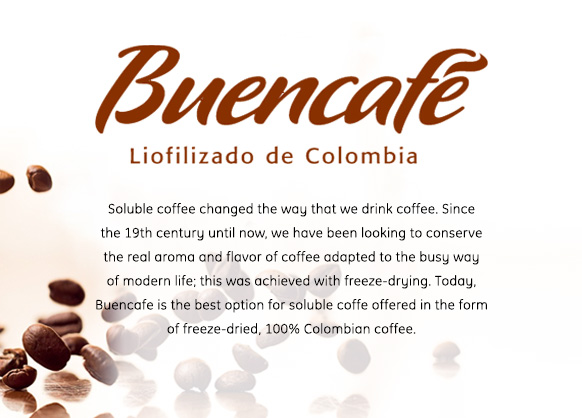 Buencafé
Liofilizado de Colombia
Soluble coffee changed the way that we drink coffee. Since
the 19th century until now, we have been looking to conserve
the real aroma and flavor of coffee adapted to the busy way
of modern life; this was achieved with freeze-drying. Today,
Buencafe is the best option for soluble coffe offered in the form
of freeze-dried, 100% Colombian coffee.